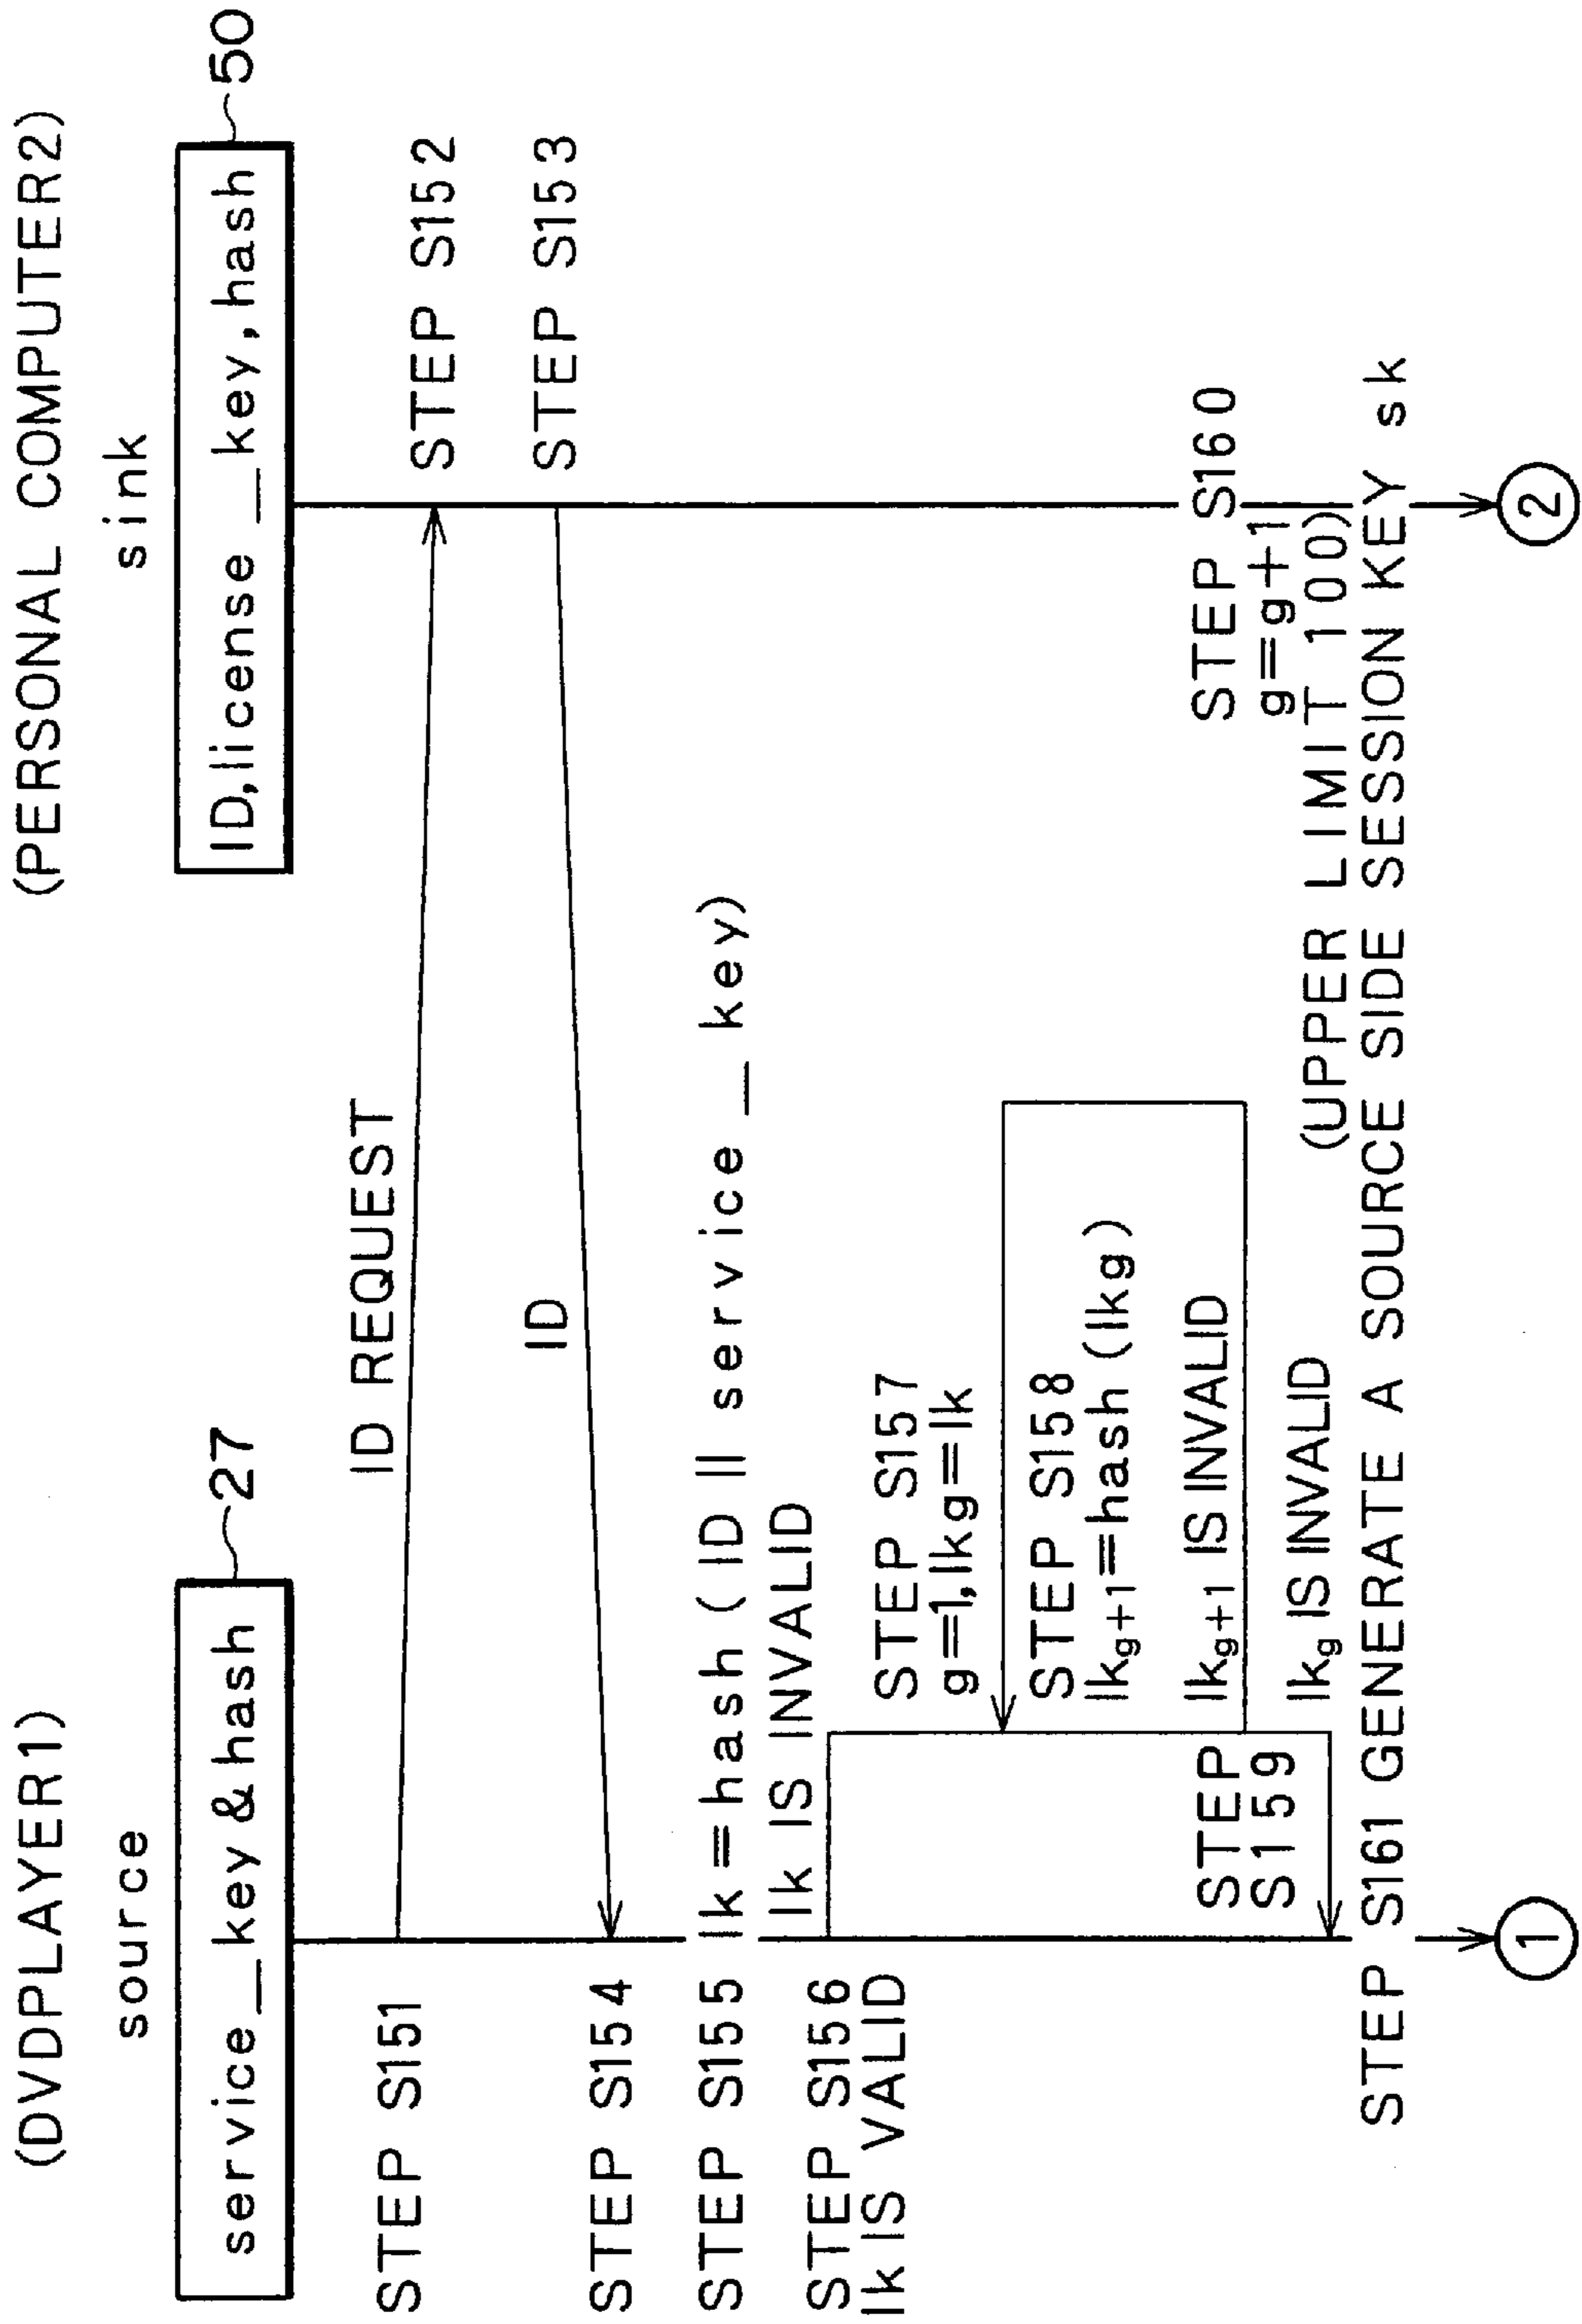 (DVDPLAYER1)
(PERSONAL COMPUTER2)
source
sink
service_key&hash
27
ID,license_key,hash
50
STEP S151
ID REQUEST
STEP S152
ID
STEP S153
STEP S154
STEP S155 lk=hash ( ID || service_key)
lk IS INVALID
STEP S156
lk IS VALID
STEP S157
g=1,lkg=lk
STEP S158
lkg+1=hash (lkg)
lkg+1 IS INVALID
STEP
S159
lkg IS INVALID
STEP S160
g=g+1
(UPPER LIMIT 100)
STEP S161 GENERATE A SOURCE SIDE SESSION KEY sk
1
2